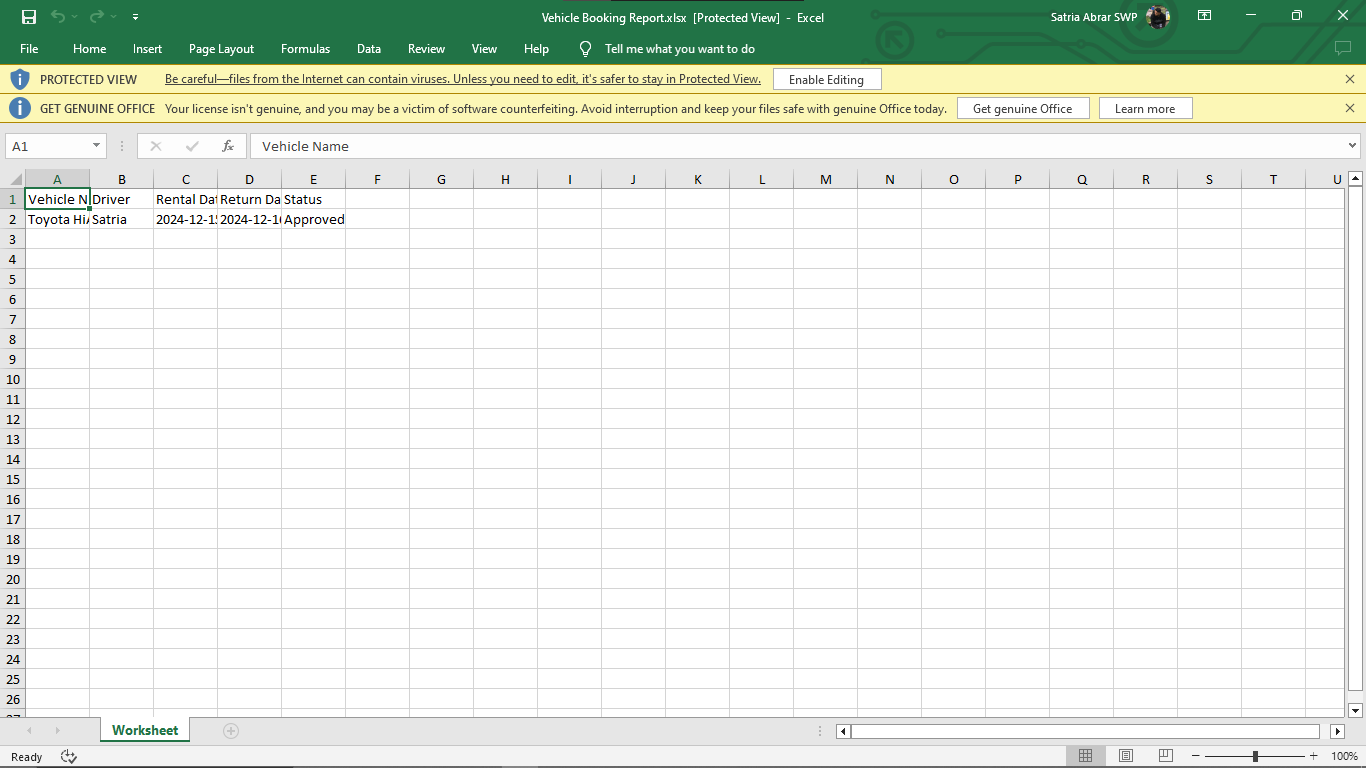 Vehicle Booking Report.xlsx [Protected View] - Excel
Satria Abrar SWP
File Home Insert Page Layout Formulas Data Review View Help Tell me what you want to do
PROTECTED VIEW Be careful—files from the Internet can contain viruses. Unless you need to edit, it's safer to stay in Protected View. Enable Editing
GET GENUINE OFFICE Your license isn't genuine, and you may be a victim of software counterfeiting. Avoid interruption and keep your files safe with genuine Office today. Get genuine Office Learn more
A1 fx Vehicle Name
A B C D E F G H I J K L M N O P Q R S T U
1 Vehicle N Driver Rental Dat Return Da Status
2 Toyota Hi Satria 2024-12-15 2024-12-1 Approved
3
4
5
6
7
8
9
10
11
12
13
14
15
16
17
18
19
20
21
22
23
24
25
26
27
Worksheet
Ready 100%